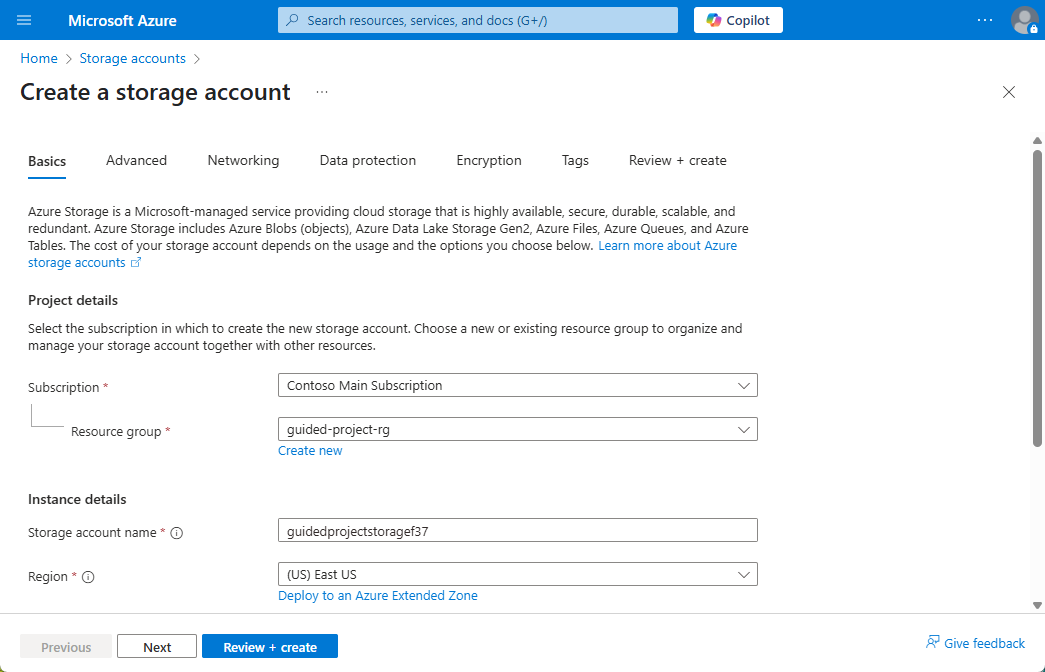 Microsoft Azure
Search resources, services, and docs (G+/)
Copilot
Home > Storage accounts >
Create a storage account
Basics Advanced Networking Data protection Encryption Tags Review + create
Azure Storage is a Microsoft-managed service providing cloud storage that is highly available, secure, durable, scalable, and
redundant. Azure Storage includes Azure Blobs (objects), Azure Data Lake Storage Gen2, Azure Files, Azure Queues, and Azure
Tables. The cost of your storage account depends on the usage and the options you choose below. Learn more about Azure
storage accounts
Project details
Select the subscription in which to create the new storage account. Choose a new or existing resource group to organize and
manage your storage account together with other resources.
Subscription *
Contoso Main Subscription
Resource group *
guided-project-rg
Create new
Instance details
Storage account name *
guidedprojectstoragef37
Region *
(US) East US
Deploy to an Azure Extended Zone
Previous
Next
Review + create
Give feedback